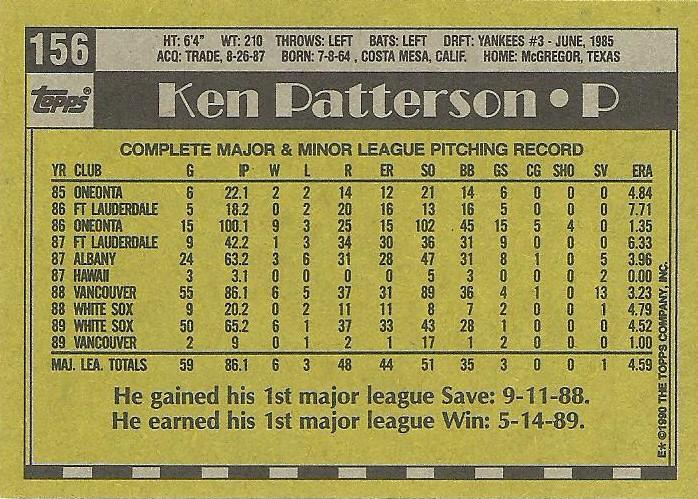 156
HT: 6'4" WT: 210 THROWS: LEFT BATS: LEFT DRFT: YANKEES #3 - JUNE, 1985
ACQ: TRADE, 8-26-87 BORN: 7-8-64 , COSTA MESA, CALIF. HOME: McGREGOR, TEXAS
Topps®
Ken Patterson • P
COMPLETE MAJOR & MINOR LEAGUE PITCHING RECORD
YR CLUB G IP W L R ER SO BB GS CG SHO SV ERA
85 ONEONTA 6 22.1 2 2 14 12 21 14 6 0 0 0 4.84
86 FT LAUDERDALE 5 18.2 0 2 20 16 13 16 5 0 0 0 7.71
86 ONEONTA 15 100.1 9 3 25 15 102 45 15 5 4 0 1.35
87 FT LAUDERDALE 9 42.2 1 3 34 30 36 31 9 0 0 0 6.33
87 ALBANY 24 63.2 3 6 31 28 47 31 8 1 0 5 3.96
87 HAWAII 3 3.1 0 0 0 0 5 3 0 0 0 2 0.00
88 VANCOUVER 55 86.1 6 5 37 31 89 36 4 1 0 13 3.23
88 WHITE SOX 9 20.2 0 2 11 11 8 7 2 0 0 1 4.79
89 WHITE SOX 50 65.2 6 1 37 33 43 28 1 0 0 0 4.52
89 VANCOUVER 2 9 0 1 2 1 17 1 2 0 0 0 1.00
MAJ. LEA. TOTALS 59 86.1 6 3 48 44 51 35 3 0 0 1 4.59
He gained his 1st major league Save: 9-11-88.
He earned his 1st major league Win: 5-14-89.
E* ©1990 THE TOPPS COMPANY, INC.